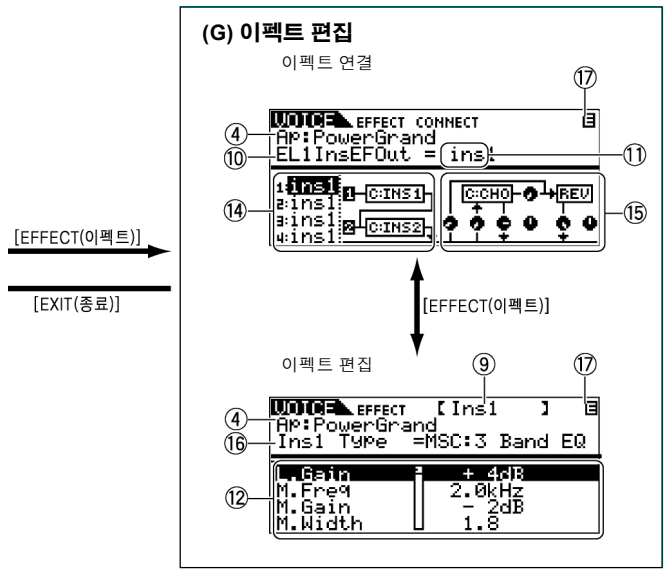 (G) 이펙트 편집
이펙트 연결
⑰
VOICE EFFECT CONNECT E
④ AP:PowerGrand
⑩ EL1InsEFOut = ins1 ⑪
⑭ 1:ins1 1 C:INS1 C:CHO REV ⑮
2:ins1
3:ins1 2 C:INS2
4:ins1
[EFFECT(이펙트)]
[EXIT(종료)]
[EFFECT(이펙트)]
이펙트 편집 ⑨ ⑰
VOICE EFFECT [Ins1 ] E
④ AP:PowerGrand
⑯ Ins1 Type =MSC:3 Band EQ
⑫ L.Gain + 4dB
M.Freq 2.0kHz
M.Gain - 2dB
M.Width 1.8